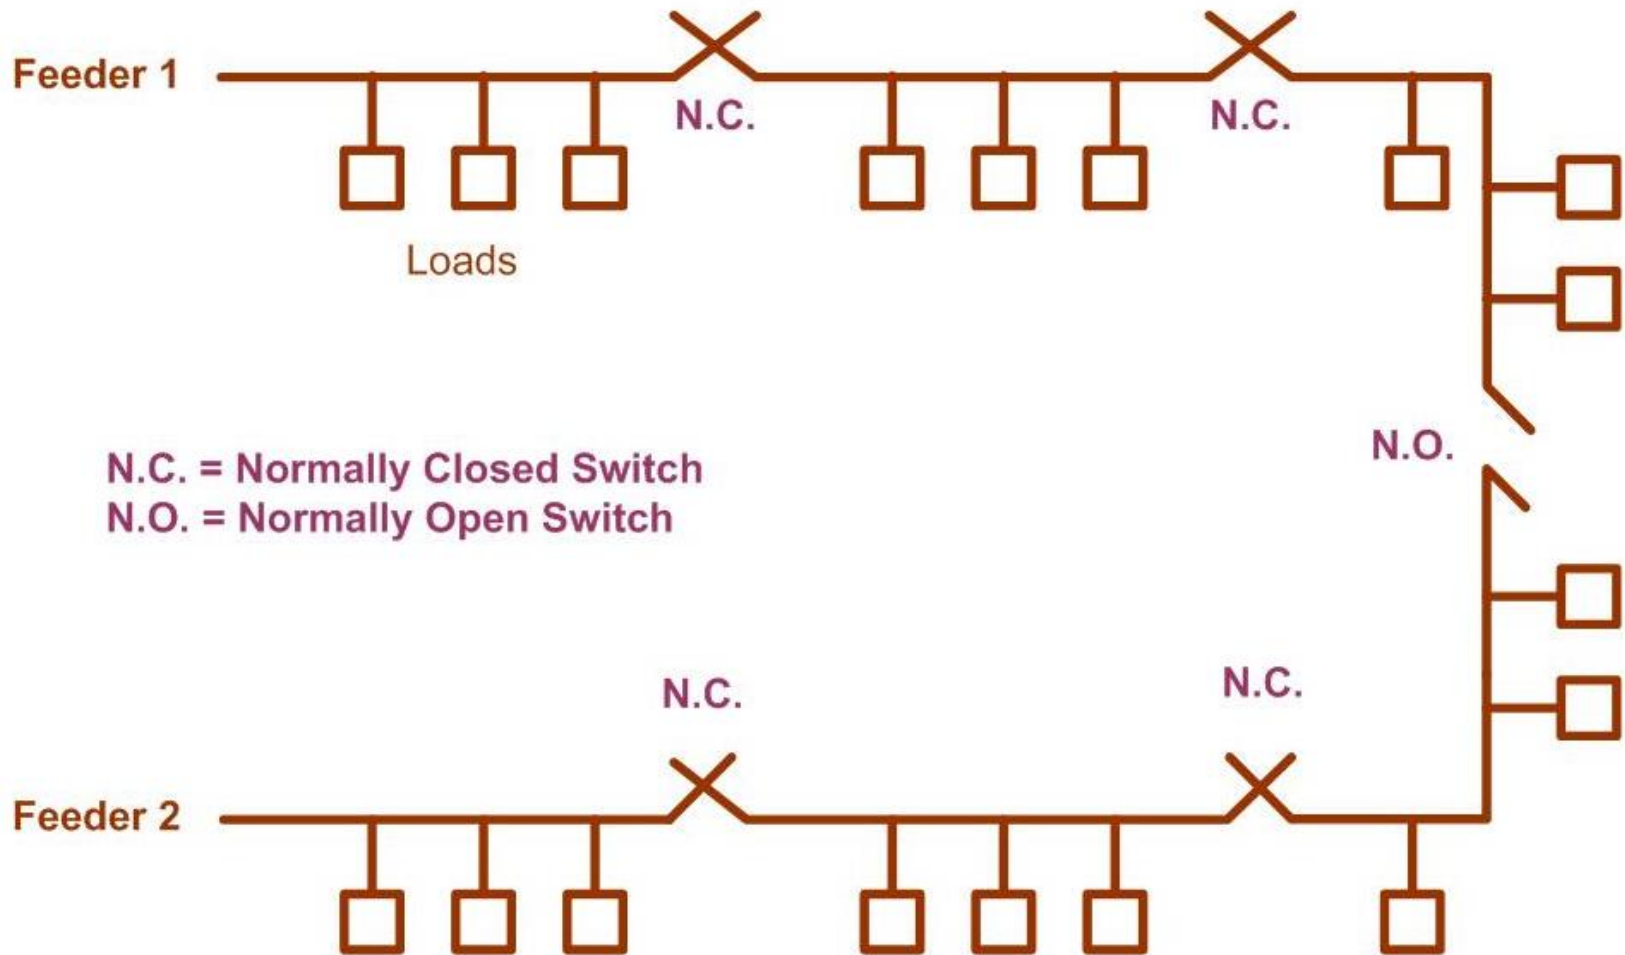 Feeder 1
N.C.
N.C.
Loads
N.O.
N.C. = Normally Closed Switch
N.O. = Normally Open Switch
N.C.
N.C.
Feeder 2